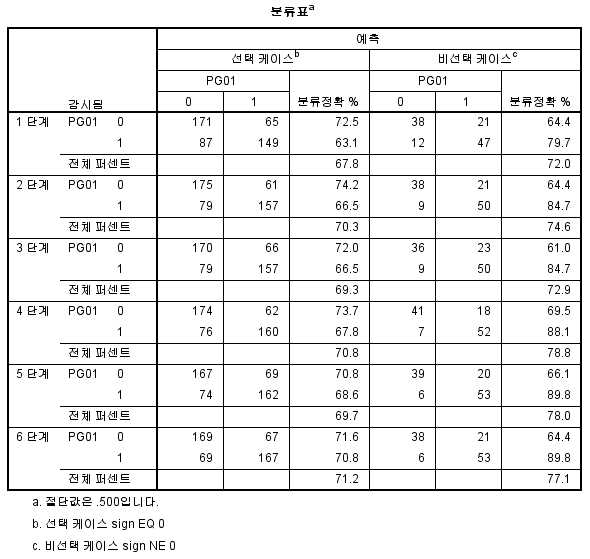 분류표a
예측
선택 케이스b 비선택 케이스c
PG01 분류정확 % PG01 분류정확 %
감시됨 0 1 0 1
1 단계 PG01 0 171 65 72.5 38 21 64.4
1 87 149 63.1 12 47 79.7
전체 퍼센트 67.8 72.0
2 단계 PG01 0 175 61 74.2 38 21 64.4
1 79 157 66.5 9 50 84.7
전체 퍼센트 70.3 74.6
3 단계 PG01 0 170 66 72.0 36 23 61.0
1 79 157 66.5 9 50 84.7
전체 퍼센트 69.3 72.9
4 단계 PG01 0 174 62 73.7 41 18 69.5
1 76 160 67.8 7 52 88.1
전체 퍼센트 70.8 78.8
5 단계 PG01 0 167 69 70.8 39 20 66.1
1 74 162 68.6 6 53 89.8
전체 퍼센트 69.7 78.0
6 단계 PG01 0 169 67 71.6 38 21 64.4
1 69 167 70.8 6 53 89.8
전체 퍼센트 71.2 77.1
a. 절단값은 .500입니다.
b. 선택 케이스 sign EQ 0
c. 비선택 케이스 sign NE 0